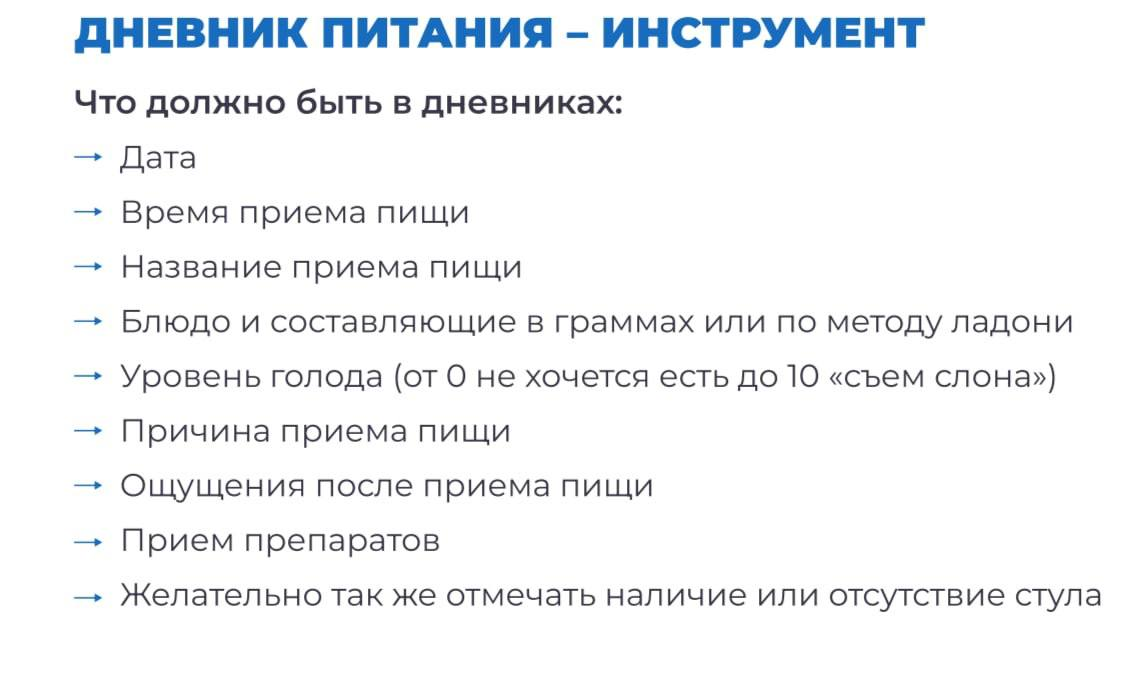 ДНЕВНИК ПИТАНИЯ – ИНСТРУМЕНТ
Что должно быть в дневниках:
→ Дата
→ Время приема пищи
→ Название приема пищи
→ Блюдо и составляющие в граммах или по методу ладони
→ Уровень голода (от 0 не хочется есть до 10 «съем слона»)
→ Причина приема пищи
→ Ощущения после приема пищи
→ Прием препаратов
→ Желательно так же отмечать наличие или отсутствие стула